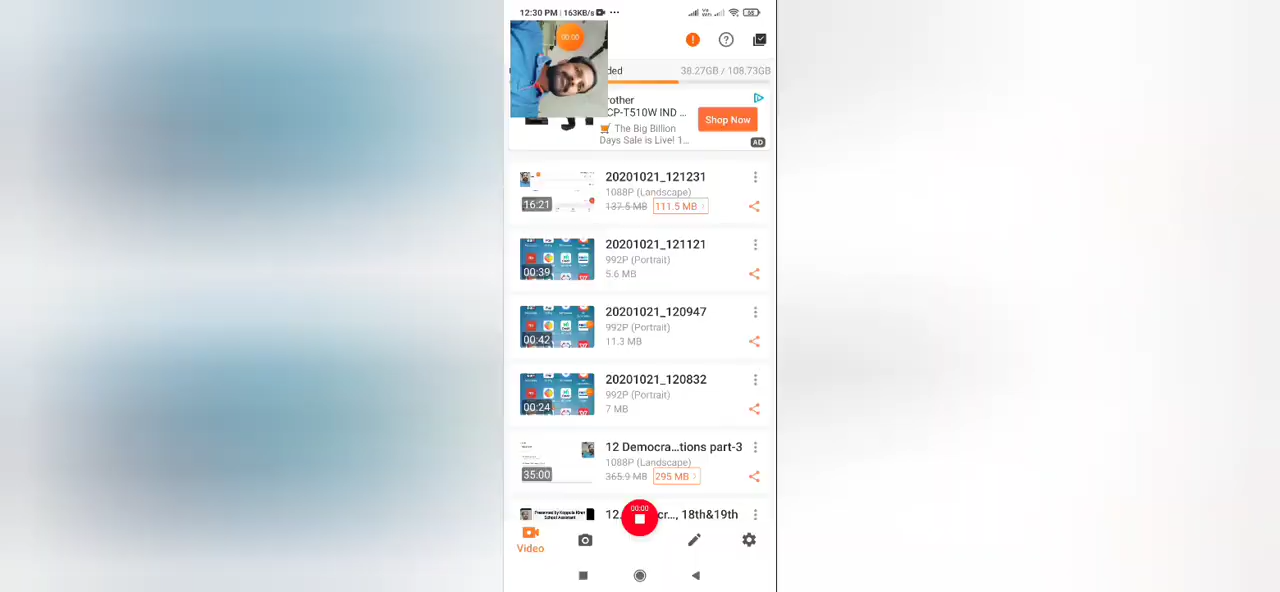 12:30 PM | 163KB/s ...
00:00
ded 38.27GB / 108.73GB
rother
CP-T510W IND ...
Shop Now
The Big Billion
Days Sale is Live! 1...
AD
20201021_121231
1088P (Landscape)
16:21
137.5 MB 111.5 MB >
20201021_121121
992P (Portrait)
00:39
5.6 MB
20201021_120947
992P (Portrait)
00:42
11.3 MB
20201021_120832
992P (Portrait)
00:24
7 MB
12 Democra...tions part-3
1088P (Landscape)
35:00
365.9 MB 295 MB >
00:00
12. cr..., 18th&19th
School Assistant
Video